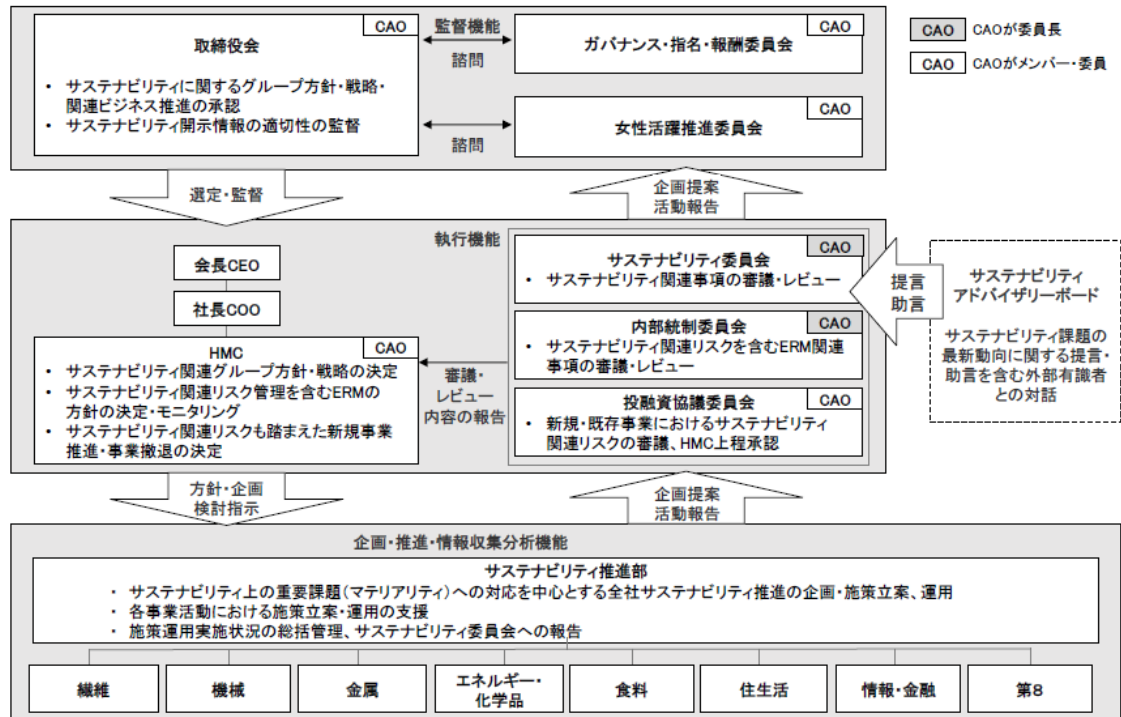 取締役会
CAO
• サステナビリティに関するグループ方針・戦略・
関連ビジネス推進の承認
• サステナビリティ開示情報の適切性の監督
監督機能
諮問
諮問
CAO
ガバナンス・指名・報酬委員会
CAO
女性活躍推進委員会
CAO CAOが委員長
CAO CAOがメンバー・委員
選定・監督
企画提案
活動報告
執行機能
会長CEO
社長COO
HMC
CAO
• サステナビリティ関連グループ方針・戦略の決定
• サステナビリティ関連リスク管理を含むERMの
方針の決定・モニタリング
• サステナビリティ関連リスクも踏まえた新規事業
推進・事業撤退の決定
審議・
レビュー
内容の報告
CAO
サステナビリティ委員会
• サステナビリティ関連事項の審議・レビュー
CAO
内部統制委員会
• サステナビリティ関連リスクを含むERM関連
事項の審議・レビュー
CAO
投融資協議委員会
• 新規・既存事業におけるサステナビリティ
関連リスクの審議、HMC上程承認
提言
助言
サステナビリティ
アドバイザリーボード
サステナビリティ課題の
最新動向に関する提言・
助言を含む外部有識者
との対話
方針・企画
検討指示
企画提案
活動報告
企画・推進・情報収集分析機能
サステナビリティ推進部
・ サステナビリティ上の重要課題(マテリアリティ)への対応を中心とする全社サステナビリティ推進の企画・施策立案、運用
・ 各事業活動における施策立案・運用の支援
・ 施策運用実施状況の総括管理、サステナビリティ委員会への報告
繊維
機械
金属
エネルギー・
化学品
食料
住生活
情報・金融
第8